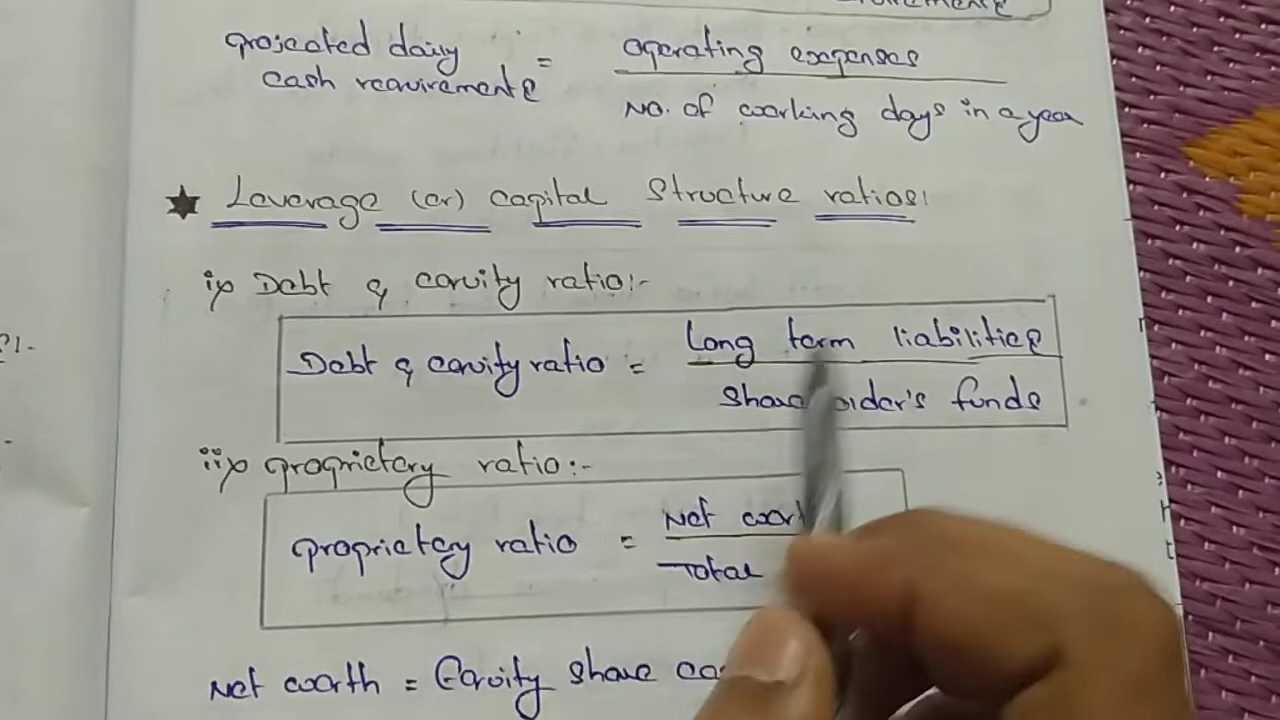 projected daily cash requirements = operating expenses / No. of working days in a year
★ Leverage (or) capital structure ratios:
i) Debt & equity ratio:-
Debt & equity ratio = Long term liabilities / Shareholder's funds
ii) proprietary ratio:-
proprietary ratio = Net worth / Total
Net worth = Equity share